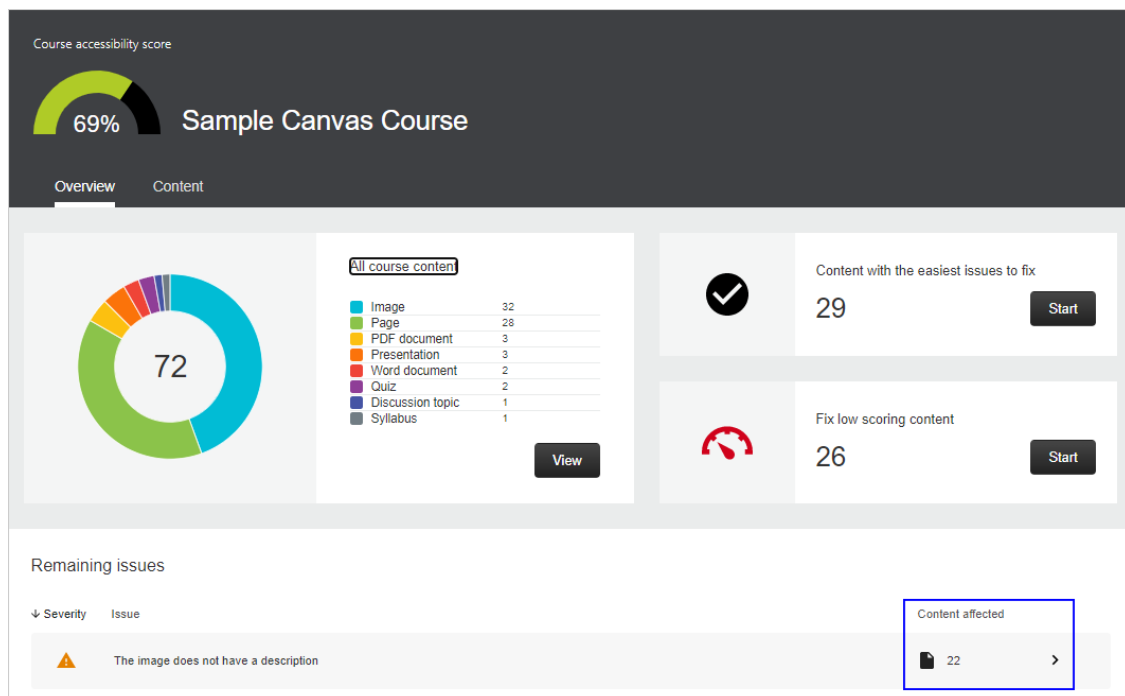 Course accessibility score
69%
Sample Canvas Course
Overview Content
72
All course content
Image 32
Page 28
PDF document 3
Presentation 3
Word document 2
Quiz 2
Discussion topic 1
Syllabus 1
View
Content with the easiest issues to fix
29
Start
Fix low scoring content
26
Start
Remaining issues
Severity Issue Content affected
The image does not have a description 22